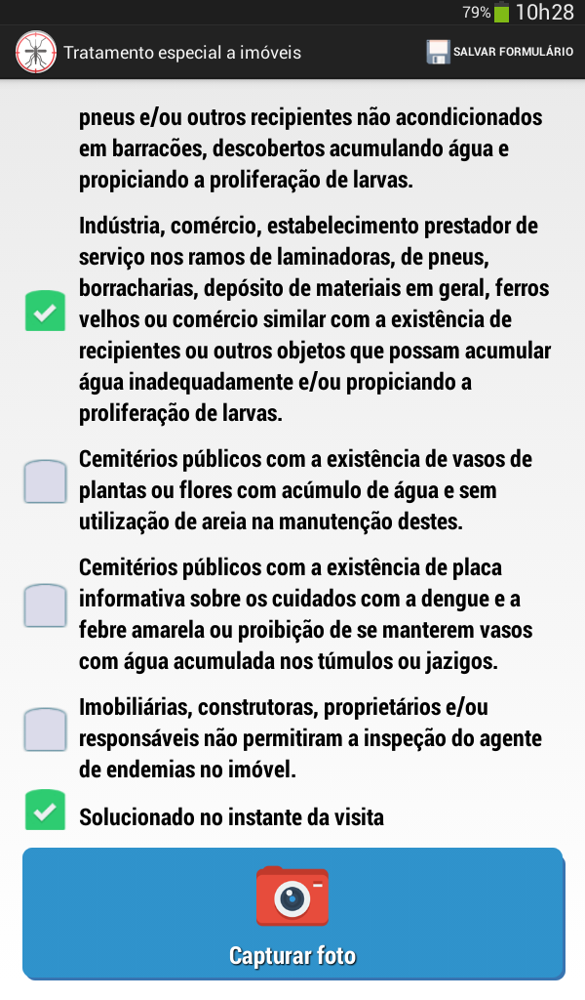 79% 10h28
Tratamento especial a imóveis SALVAR FORMULÁRIO
pneus e/ou outros recipientes não acondicionados
em barracões, descobertos acumulando água e
propiciando a proliferação de larvas.
Indústria, comércio, estabelecimento prestador de
serviço nos ramos de laminadoras, de pneus,
borracharias, depósito de materiais em geral, ferros
velhos ou comércio similar com a existência de
recipientes ou outros objetos que possam acumular
água inadequadamente e/ou propiciando a
proliferação de larvas.
Cemitérios públicos com a existência de vasos de
plantas ou flores com acúmulo de água e sem
utilização de areia na manutenção destes.
Cemitérios públicos com a existência de placa
informativa sobre os cuidados com a dengue e a
febre amarela ou proibição de se manterem vasos
com água acumulada nos túmulos ou jazigos.
Imobiliárias, construtoras, proprietários e/ou
responsáveis não permitiram a inspeção do agente
de endemias no imóvel.
Solucionado no instante da visita
Capturar foto